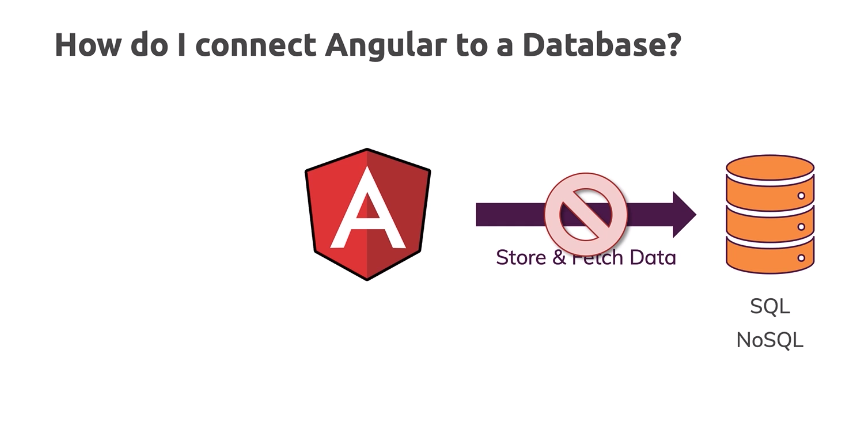 How do I connect Angular to a Database?
A
Store & Fetch Data
SQL
NoSQL